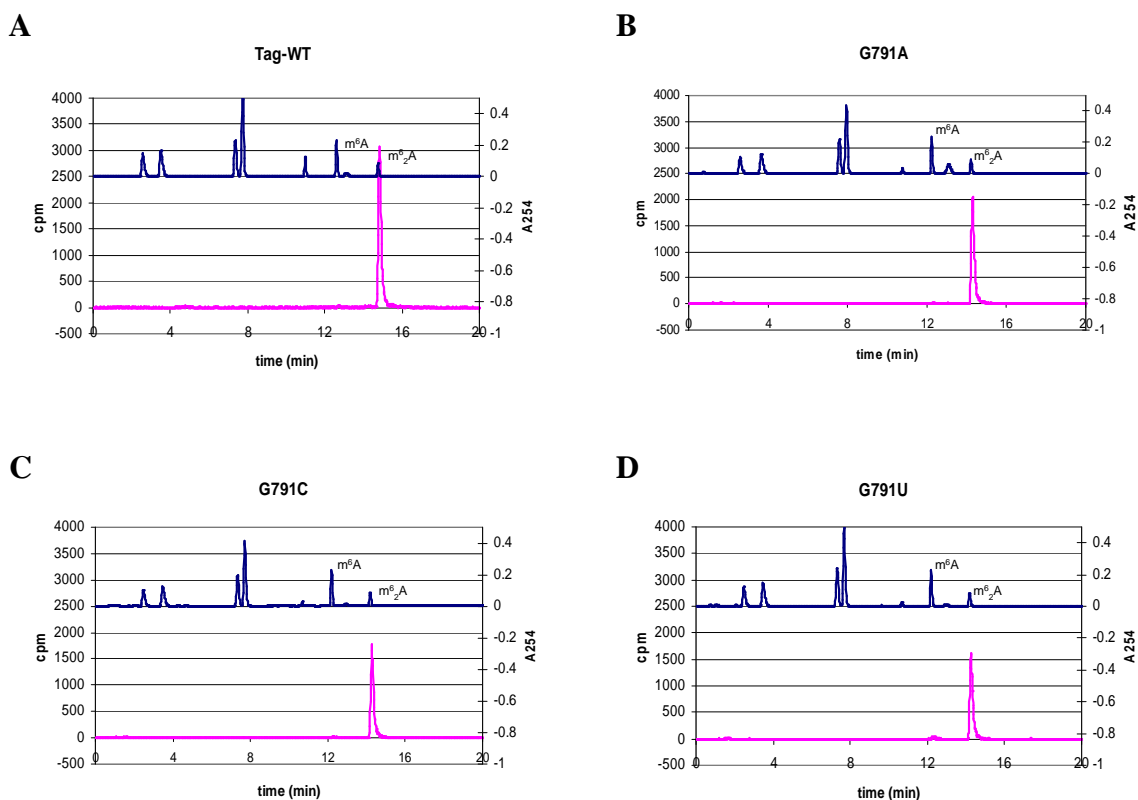 A
Tag-WT
4000
3500
3000
2500
2000
1500
1000
500
0
-500
cpm
0.4
0.2
0
-0.2
-0.4
-0.6
-0.8
-1
A254
m⁶A
m⁶₂A
0 4 8 12 16 20
time (min)
B
G791A
4000
3500
3000
2500
2000
1500
1000
500
0
-500
cpm
0.4
0.2
0
-0.2
-0.4
-0.6
-0.8
-1
A254
m⁶A
m⁶₂A
0 4 8 12 16 20
time (min)
C
G791C
4000
3500
3000
2500
2000
1500
1000
500
0
-500
cpm
0.4
0.2
0
-0.2
-0.4
-0.6
-0.8
-1
A254
m⁶A
m⁶₂A
0 4 8 12 16 20
time (min)
D
G791U
4000
3500
3000
2500
2000
1500
1000
500
0
-500
cpm
0.4
0.2
0
-0.2
-0.4
-0.6
-0.8
-1
A254
m⁶A
m⁶₂A
0 4 8 12 16 20
time (min)